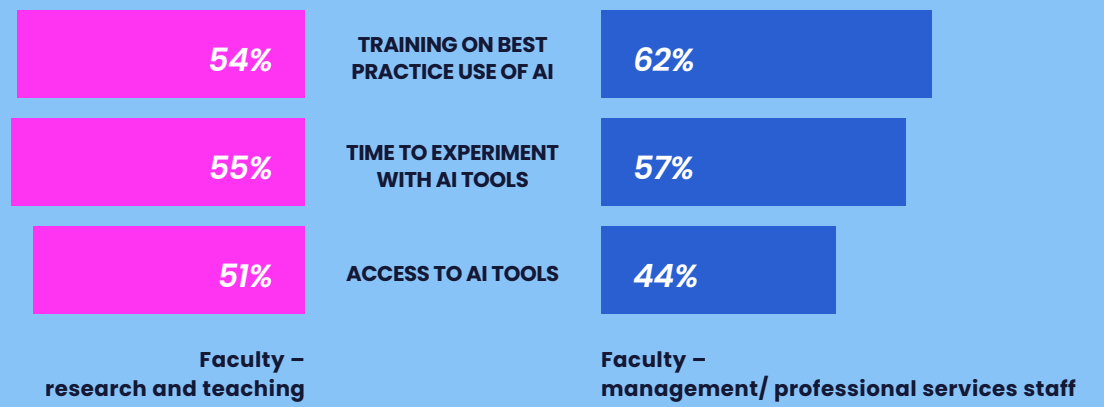 54%
TRAINING ON BEST
PRACTICE USE OF AI
62%
55%
TIME TO EXPERIMENT
WITH AI TOOLS
57%
51%
ACCESS TO AI TOOLS
44%
Faculty –
research and teaching
Faculty –
management/ professional services staff